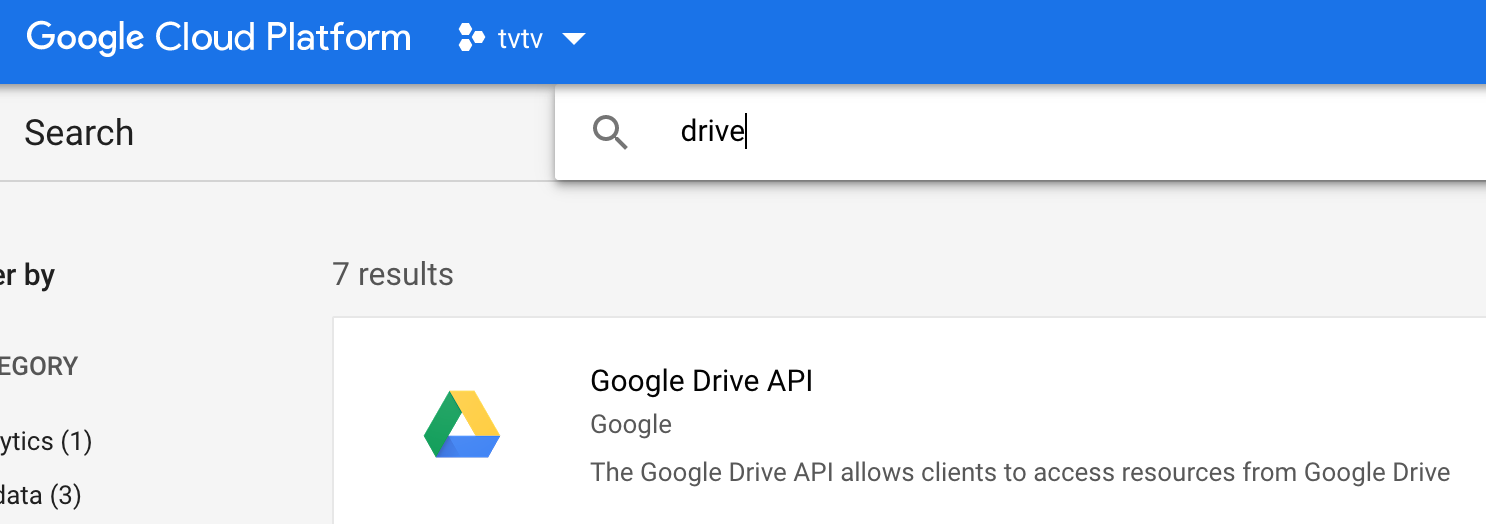 Google Cloud Platform tvtv
Search
drive
er by
7 results
EGORY
Google Drive API
Google
ytics (1)
The Google Drive API allows clients to access resources from Google Drive
data (3)